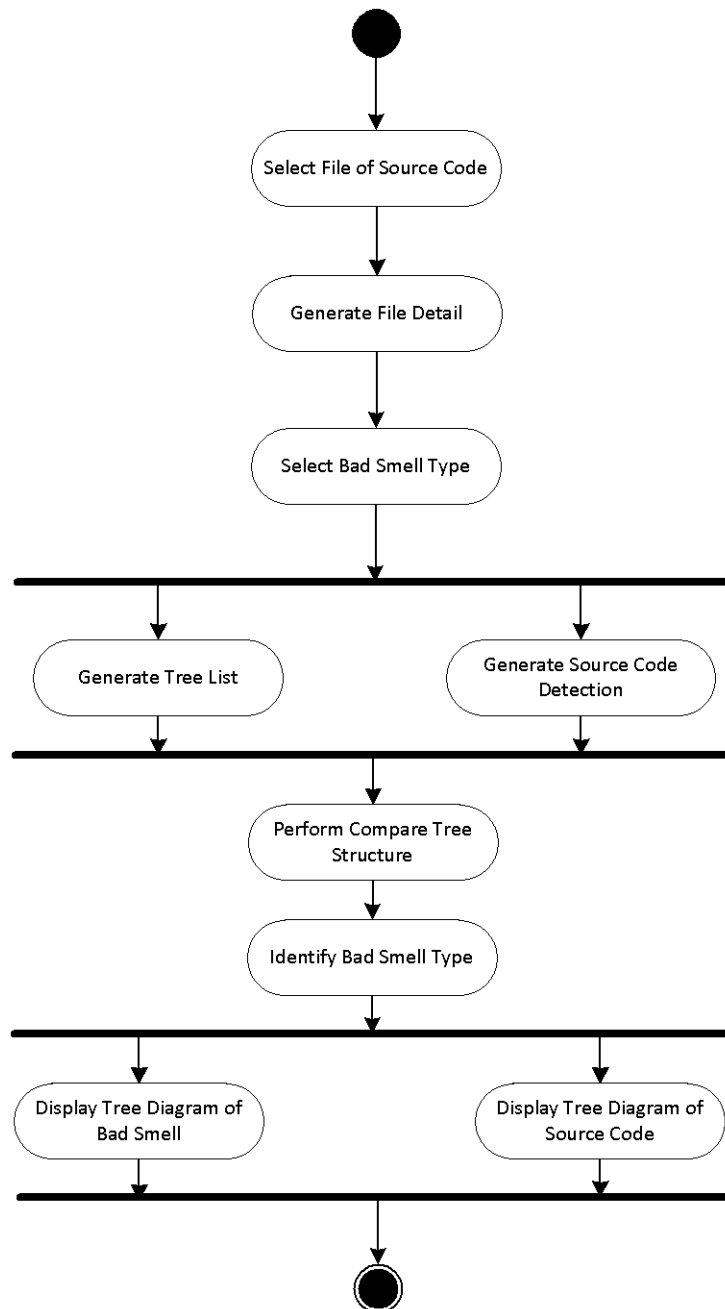 Select File of Source Code
Generate File Detail
Select Bad Smell Type
Generate Tree List
Generate Source Code
Detection
Perform Compare Tree
Structure
Identify Bad Smell Type
Display Tree Diagram of
Bad Smell
Display Tree Diagram of
Source Code